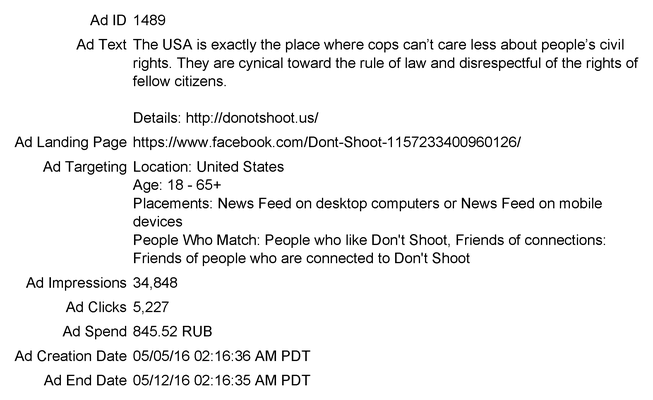 Ad ID 1489
Ad Text The USA is exactly the place where cops can't care less about people's civil
rights. They are cynical toward the rule of law and disrespectful of the rights of
fellow citizens.
Details: http://donotshoot.us/
Ad Landing Page https://www.facebook.com/Dont-Shoot-1157233400960126/
Ad Targeting Location: United States
Age: 18 - 65+
Placements: News Feed on desktop computers or News Feed on mobile
devices
People Who Match: People who like Don't Shoot, Friends of connections:
Friends of people who are connected to Don't Shoot
Ad Impressions 34,848
Ad Clicks 5,227
Ad Spend 845.52 RUB
Ad Creation Date 05/05/16 02:16:36 AM PDT
Ad End Date 05/12/16 02:16:35 AM PDT